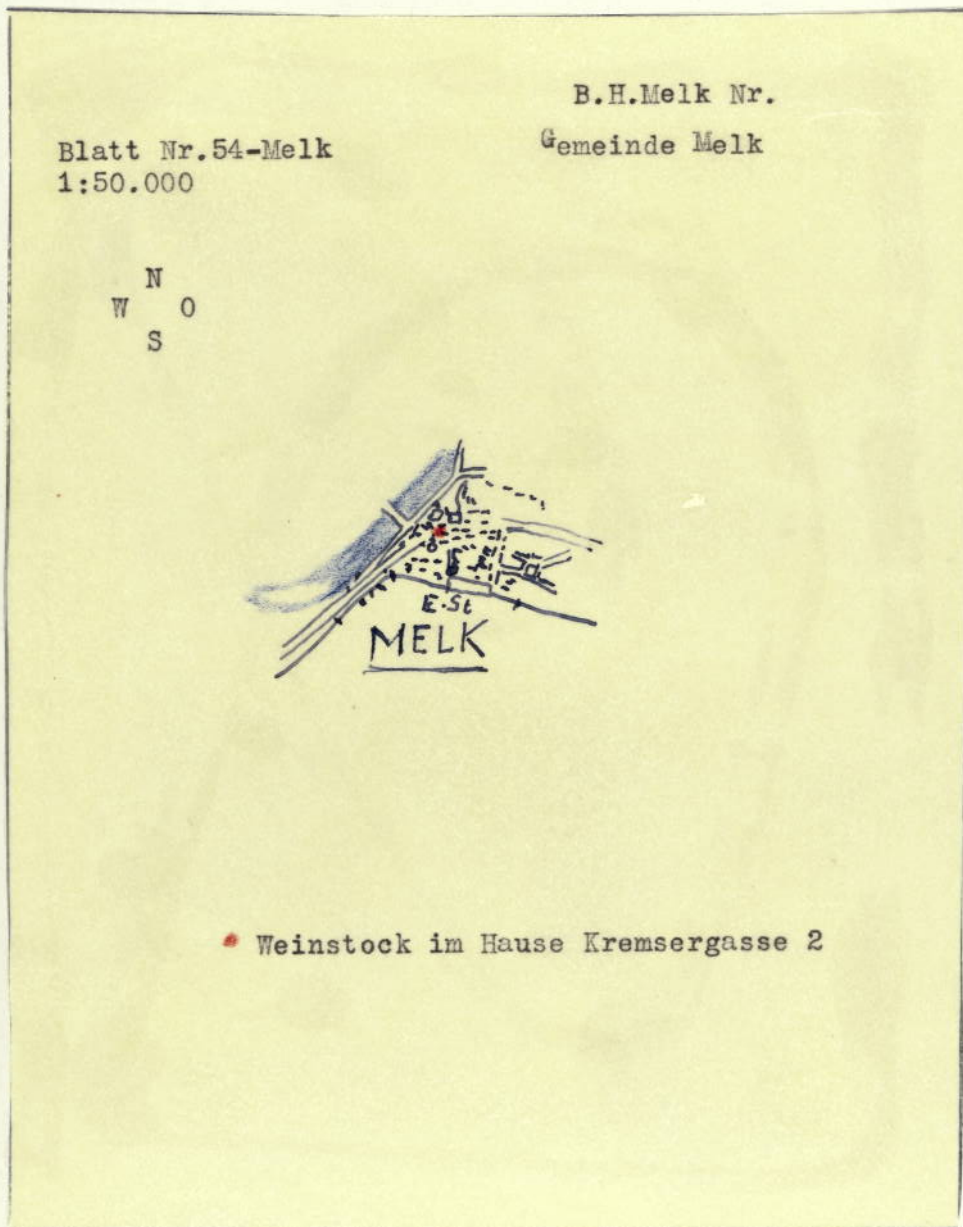 B.H.Melk Nr.
Gemeinde Melk
Blatt Nr.54-Melk
1:50.000
N
W O
S
E.St
MELK
Weinstock im Hause Kremsergasse 2